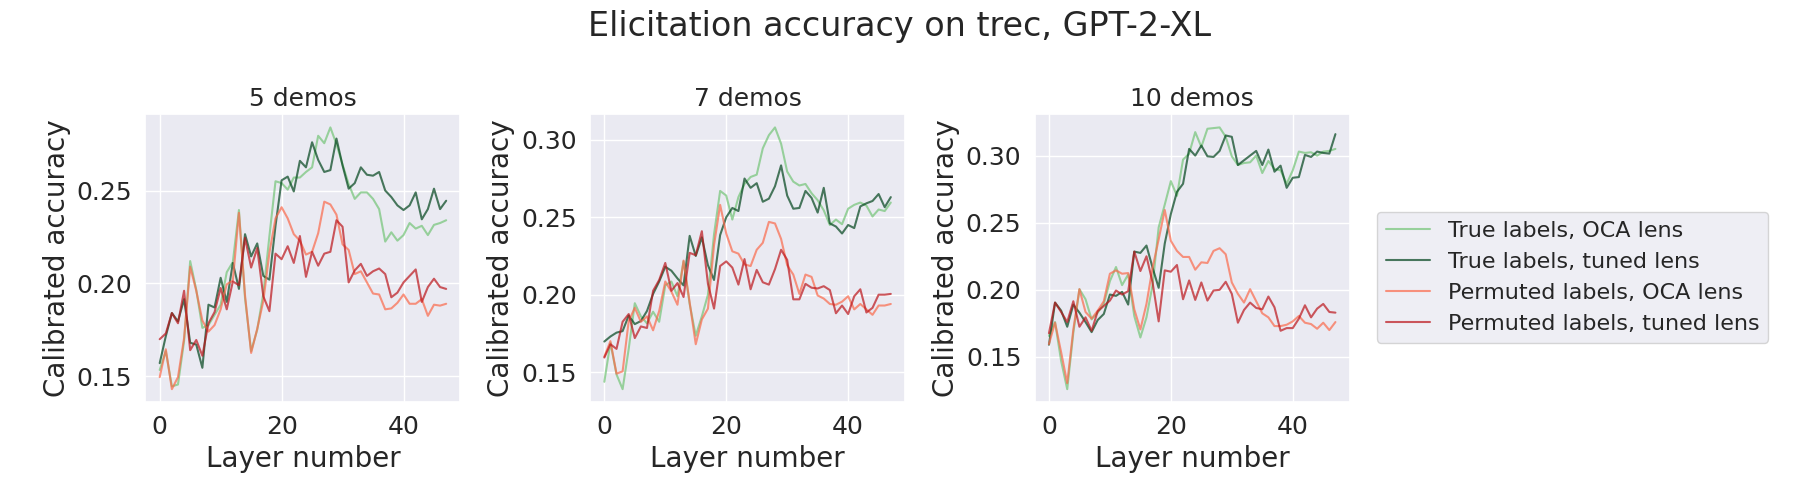 Elicitation accuracy on trec, GPT-2-XL
5 demos
Calibrated accuracy
0.25
0.20
0.15
0
20
40
Layer number
7 demos
Calibrated accuracy
0.30
0.25
0.20
0.15
0
20
40
Layer number
10 demos
Calibrated accuracy
0.30
0.25
0.20
0.15
0
20
40
Layer number
True labels, OCA lens
True labels, tuned lens
Permuted labels, OCA lens
Permuted labels, tuned lens